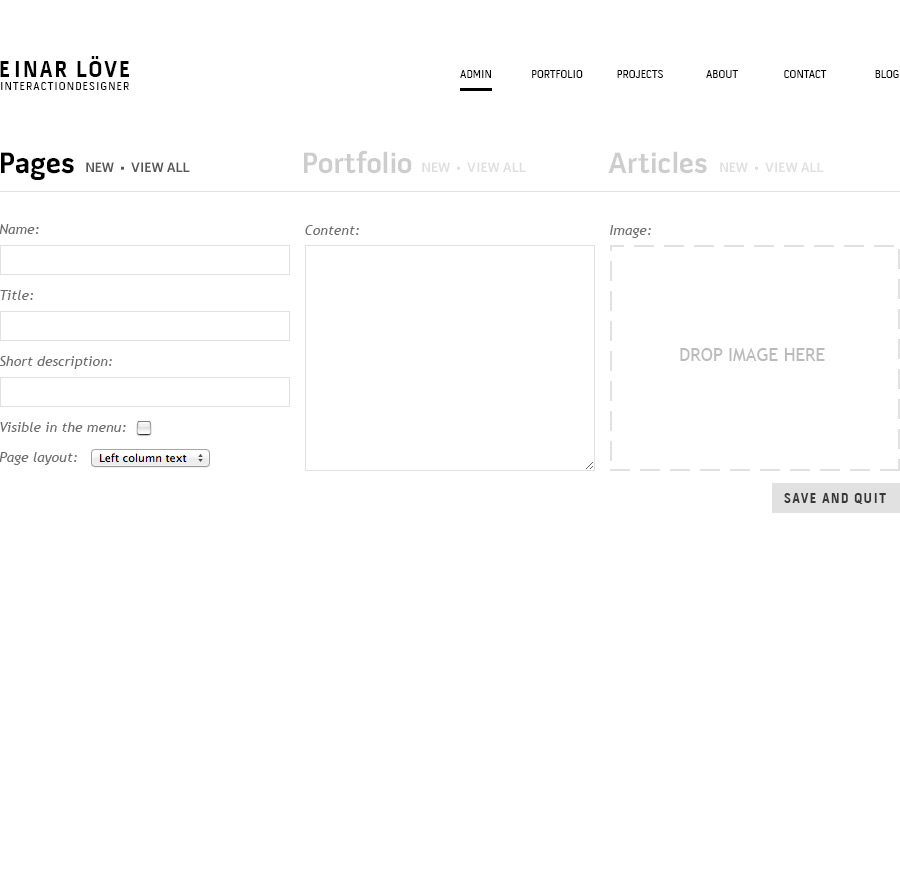 EINAR LÖVE
INTERACTIONDESIGNER
ADMIN PORTFOLIO PROJECTS ABOUT CONTACT BLOG
Pages NEW • VIEW ALL Portfolio NEW • VIEW ALL Articles NEW • VIEW ALL
Name: Content: Image:
Title:
DROP IMAGE HERE
Short description:
Visible in the menu:
Page layout: Left column text
SAVE AND QUIT